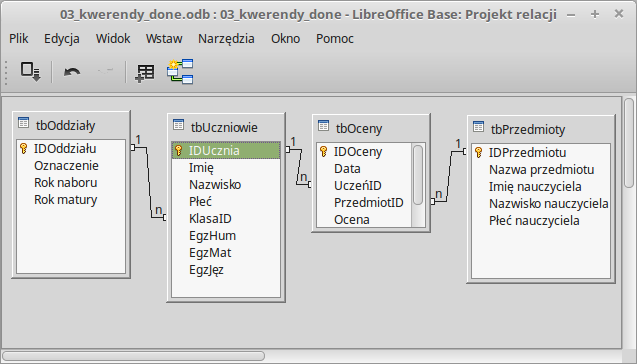 03_kwerendy_done.odb : 03_kwerendy_done - LibreOffice Base: Projekt relacji
Plik Edycja Widok Wstaw Narzędzia Okno Pomoc
tbOddziały
IDOddziału
Oznaczenie
Rok naboru
Rok matury
1
n
tbUczniowie
IDUcznia
Imię
Nazwisko
Płeć
KlasaID
EgzHum
EgzMat
EgzJęz
1
n
tbOceny
IDOceny
Data
UczeńID
PrzedmiotID
Ocena
n
1
tbPrzedmioty
IDPrzedmiotu
Nazwa przedmiotu
Imię nauczyciela
Nazwisko nauczyciela
Płeć nauczyciela